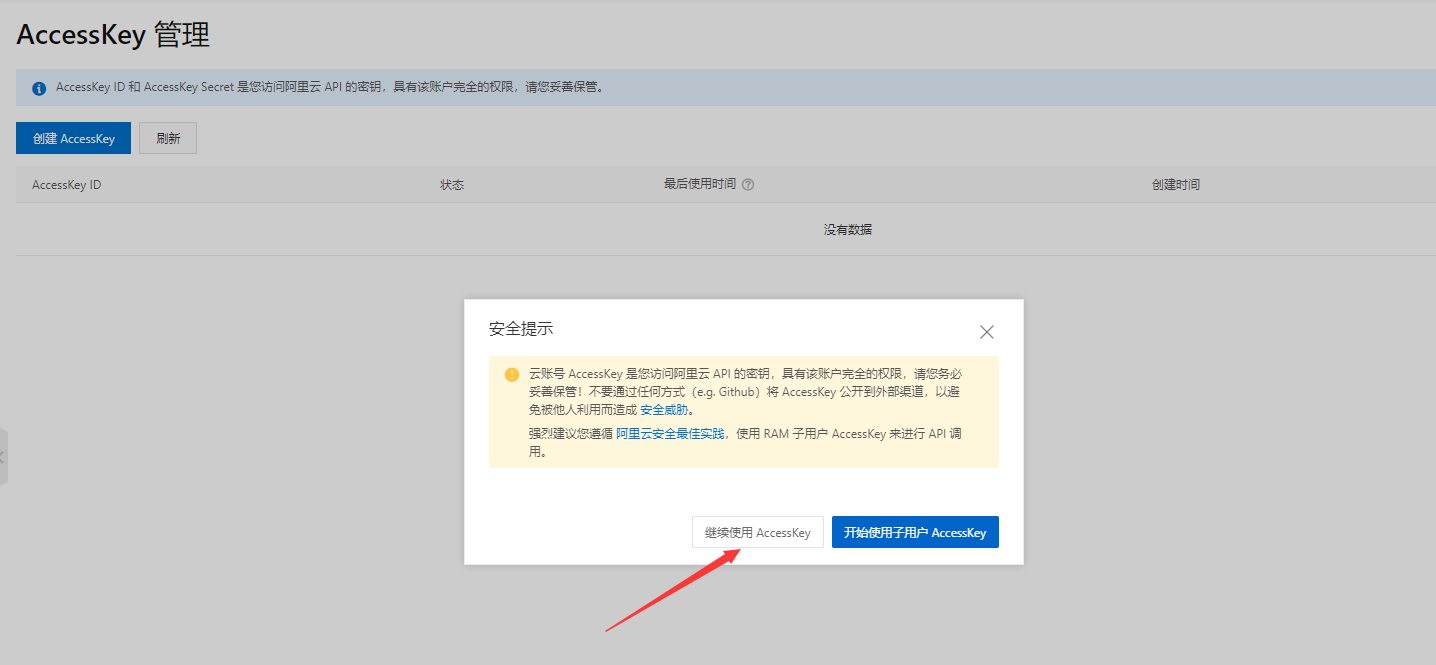 AccessKey 管理
AccessKey ID 和 AccessKey Secret 是您访问阿里云 API 的密钥，具有该账户完全的权限，请您妥善保管。
创建 AccessKey
刷新
AccessKey ID
状态
最后使用时间
创建时间
没有数据
安全提示
云账号 AccessKey 是您访问阿里云 API 的密钥，具有该账户完全的权限，请您务必
妥善保管！不要通过任何方式（e.g. Github）将 AccessKey 公开到外部渠道，以避
免被他人利用而造成 安全威胁。
强烈建议您遵循 阿里云安全最佳实践，使用 RAM 子用户 AccessKey 来进行 API 调
用。
继续使用 AccessKey
开始使用子用户 AccessKey